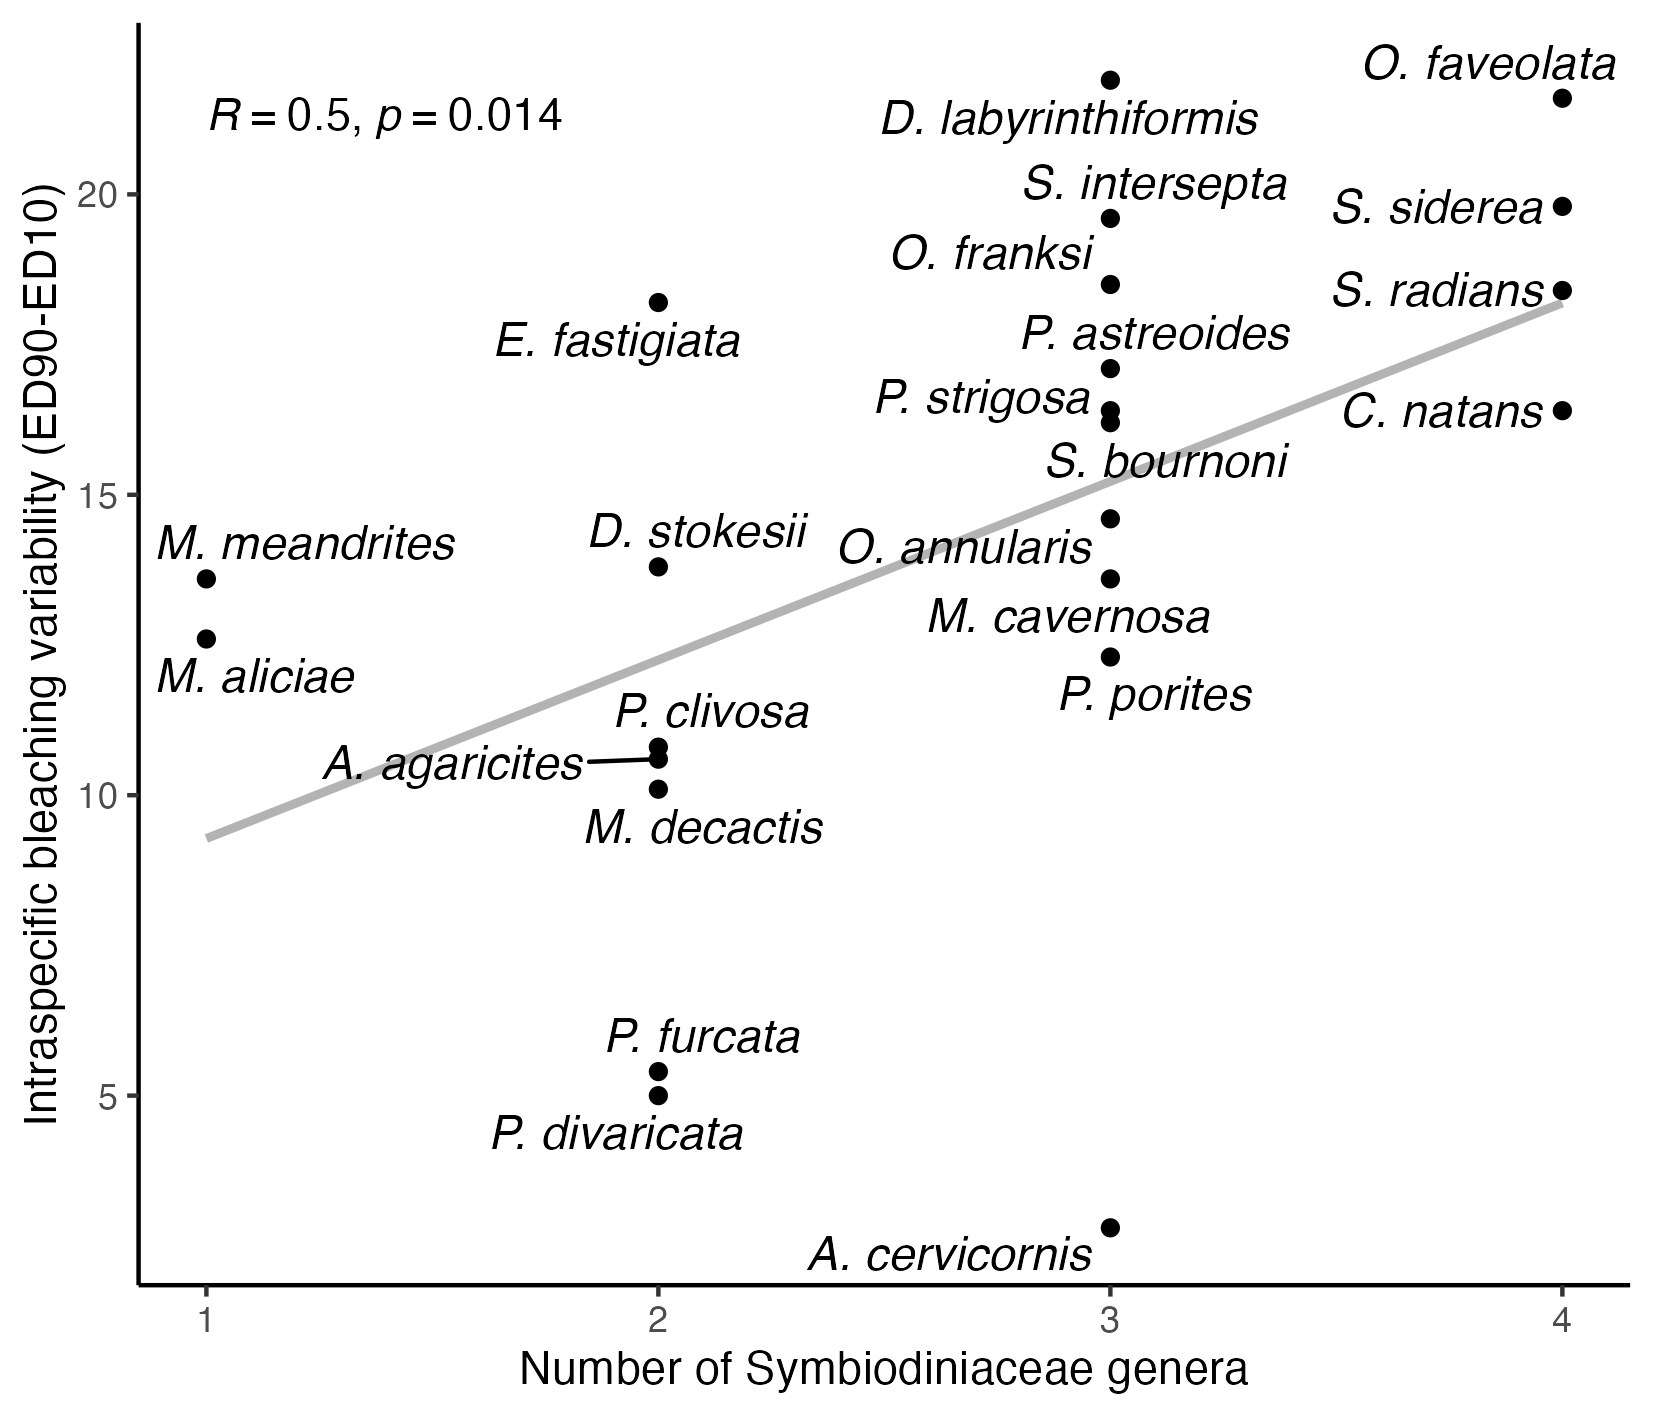 O. faveolata
R = 0.5, p = 0.014
D. labyrinthiformis
S. intersepta
S. siderea
O. franksi
S. radians
E. fastigiata
P. astreoides
P. strigosa
C. natans
S. bournoni
M. meandrites
D. stokesii
O. annularis
M. cavernosa
M. aliciae
P. porites
P. clivosa
A. agaricites
M. decactis
P. furcata
P. divaricata
A. cervicornis
Intraspecific bleaching variability (ED90-ED10)
20
15
10
5
1 2 3 4
Number of Symbiodiniaceae genera